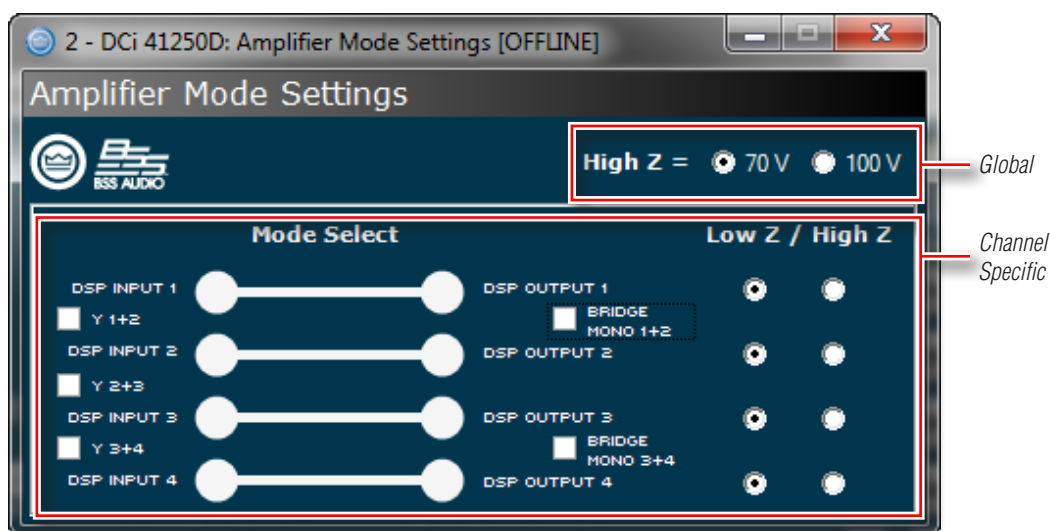 2 - DCi 41250D: Amplifier Mode Settings [OFFLINE]
Amplifier Mode Settings
BSS
BSS AUDIO
High Z = 70 V 100 V
Global
Mode Select
Low Z / High Z
Channel
Specific
DSP INPUT 1
DSP OUTPUT 1
Y 1+2
BRIDGE
MONO 1+2
DSP INPUT 2
DSP OUTPUT 2
Y 2+3
DSP INPUT 3
DSP OUTPUT 3
Y 3+4
BRIDGE
MONO 3+4
DSP INPUT 4
DSP OUTPUT 4